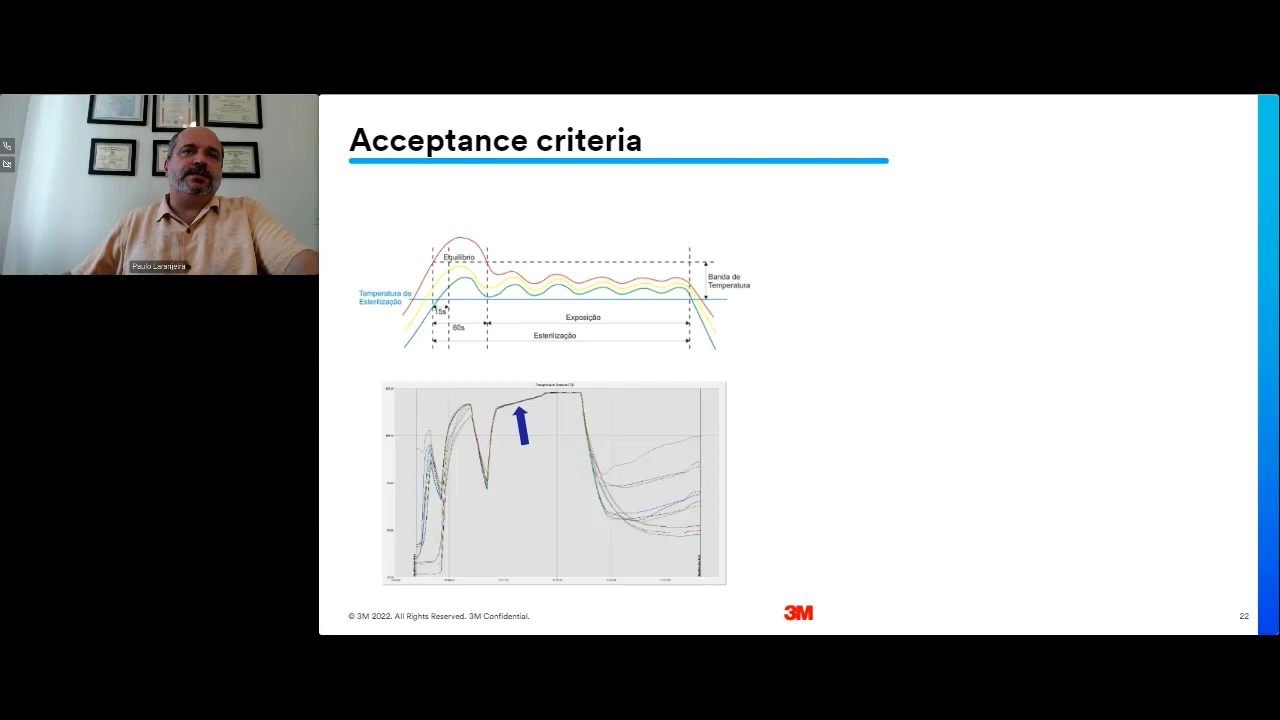 Acceptance criteria
Equilíbrio
Banda de
Temperatura
Temperatura de
Esterilização
15s
60s
Exposição
Esterilização
Paulo Laranjeira
© 3M 2022. All Rights Reserved. 3M Confidential.
3M
22